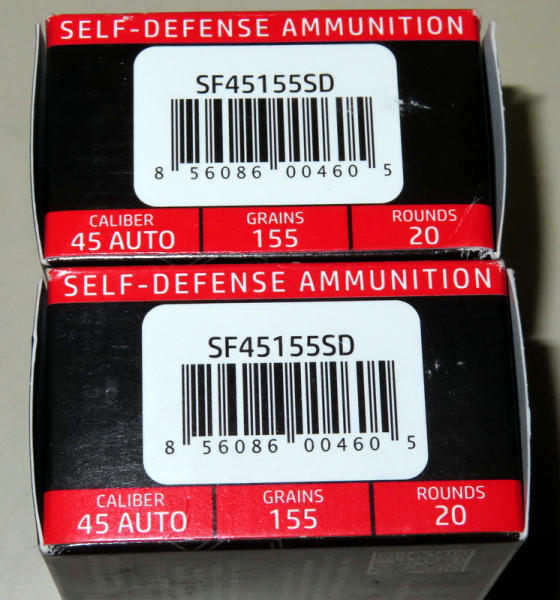 SELF-DEFENSE AMMUNITION
SF45155SD
8 56086 00460 5
CALIBER GRAINS ROUNDS
45 AUTO 155 20
SELF-DEFENSE AMMUNITION
SF45155SD
8 56086 00460 5
CALIBER GRAINS ROUNDS
45 AUTO 155 20